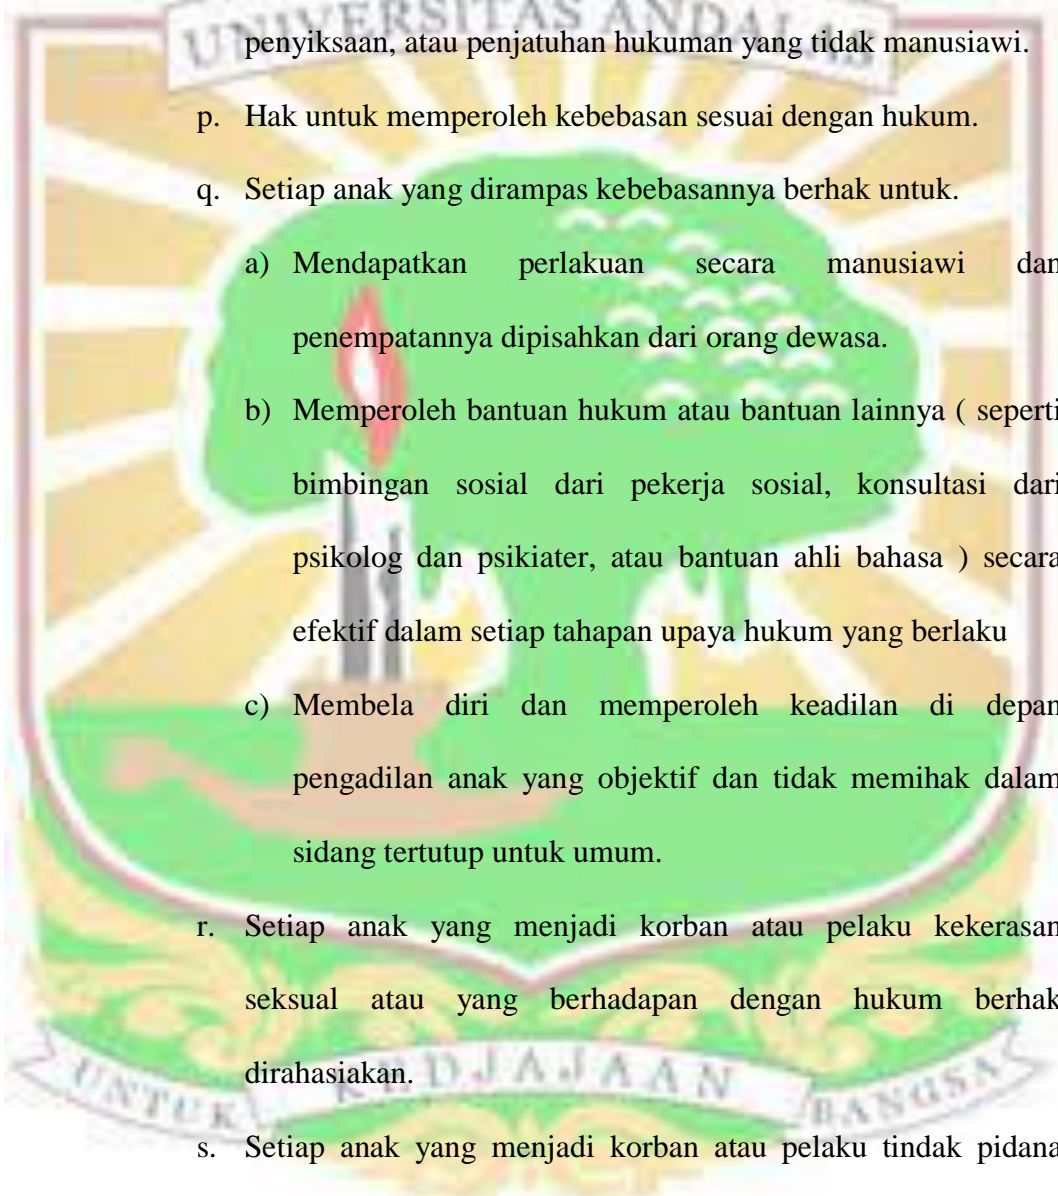 UNIVERSITAS ANDALAS
penyiksaan, atau penjatuhan hukuman yang tidak manusiawi.
p. Hak untuk memperoleh kebebasan sesuai dengan hukum.
q. Setiap anak yang dirampas kebebasannya berhak untuk.
a) Mendapatkan perlakuan secara manusiawi dan
penempatannya dipisahkan dari orang dewasa.
b) Memperoleh bantuan hukum atau bantuan lainnya ( seperti
bimbingan sosial dari pekerja sosial, konsultasi dari
psikolog dan psikiater, atau bantuan ahli bahasa ) secara
efektif dalam setiap tahapan upaya hukum yang berlaku
c) Membela diri dan memperoleh keadilan di depan
pengadilan anak yang objektif dan tidak memihak dalam
sidang tertutup untuk umum.
r. Setiap anak yang menjadi korban atau pelaku kekerasan
seksual atau yang berhadapan dengan hukum berhak
dirahasiakan.
UNTUK KEDJAJAAN BANGSA
s. Setiap anak yang menjadi korban atau pelaku tindak pidana